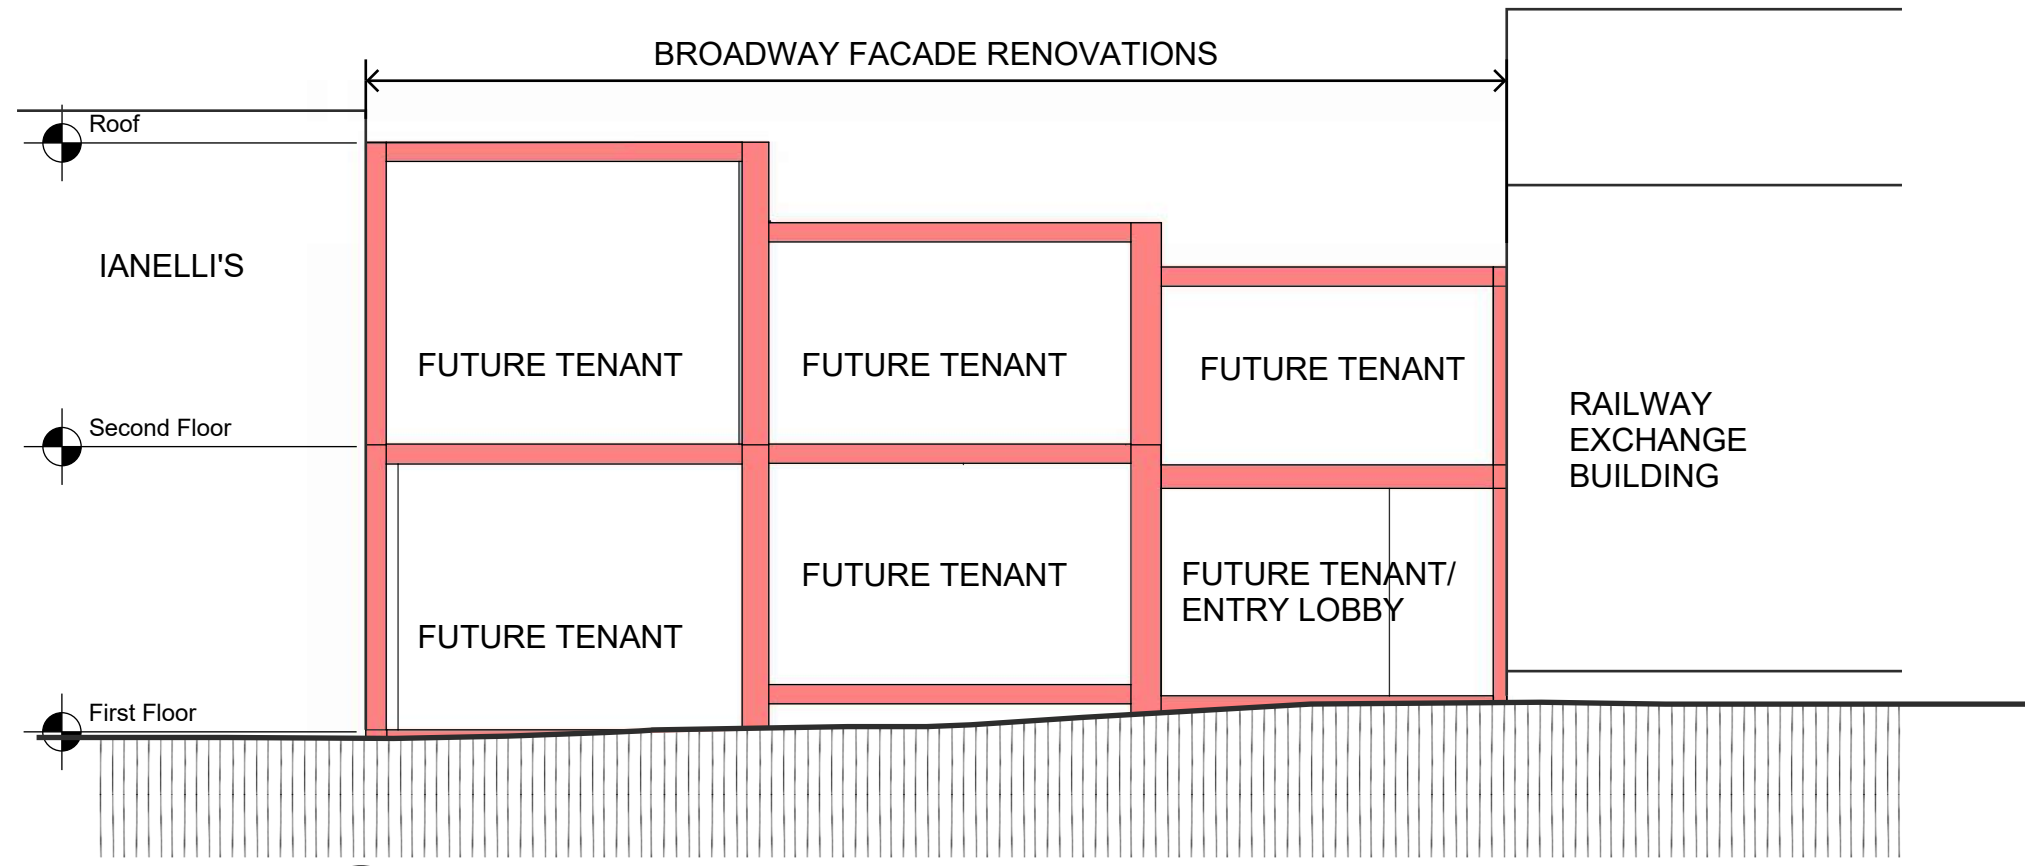 BROADWAY FACADE RENOVATIONS
Roof
IANELLI'S
FUTURE TENANT
FUTURE TENANT
FUTURE TENANT
RAILWAY
EXCHANGE
BUILDING
Second Floor
FUTURE TENANT
FUTURE TENANT
FUTURE TENANT/
ENTRY LOBBY
First Floor